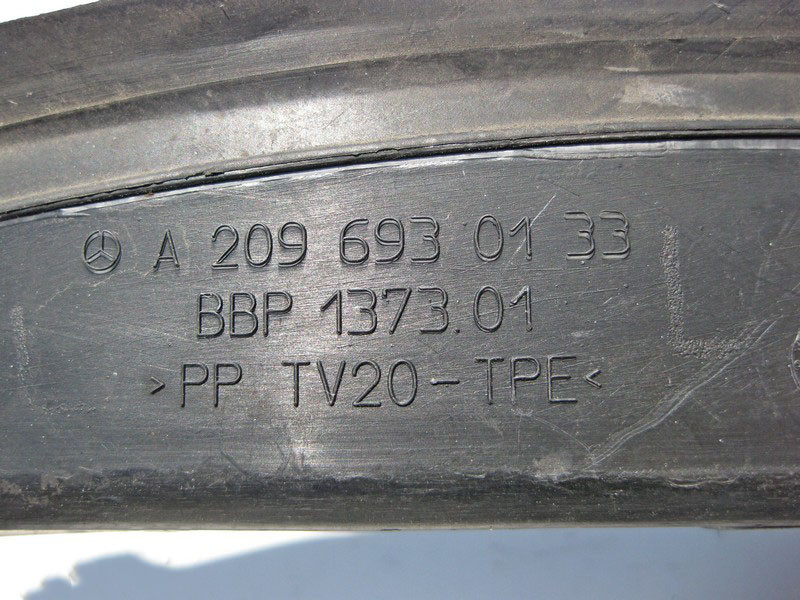 A 209 693 01 33
BBP 1373.01
>PP TV20-TPE<
L